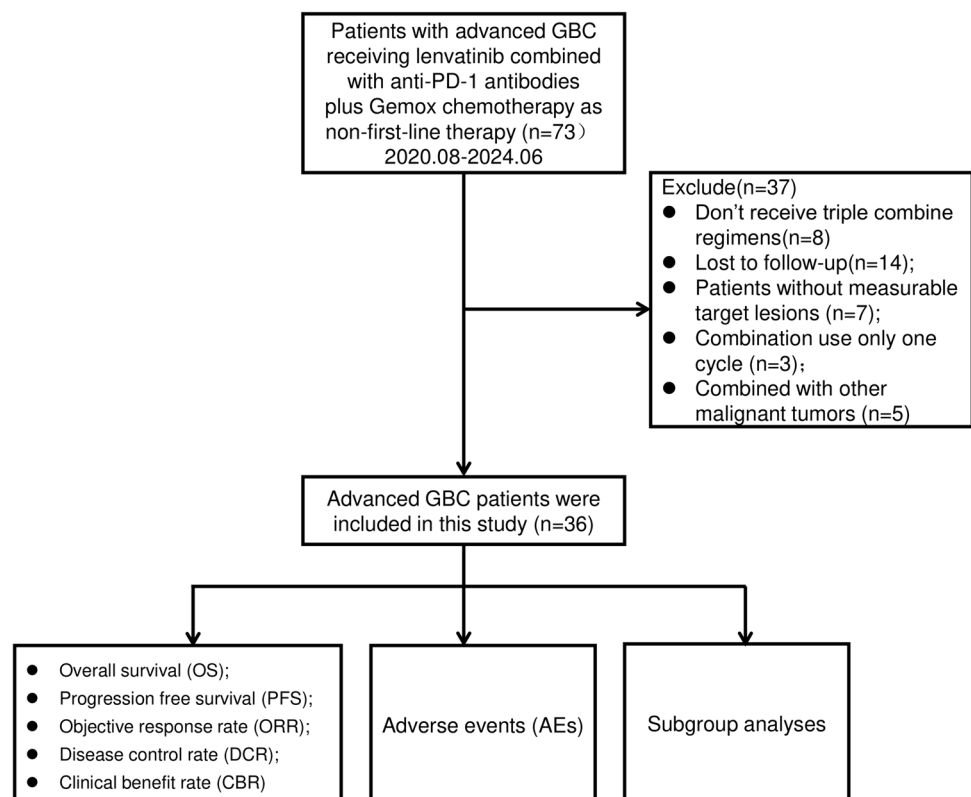 Patients with advanced GBC
receiving lenvatinib combined
with anti-PD-1 antibodies
plus Gemox chemotherapy as
non-first-line therapy (n=73）
2020.08-2024.06
Exclude(n=37)
● Don’t receive triple combine
regimens(n=8)
● Lost to follow-up(n=14);
● Patients without measurable
target lesions (n=7);
● Combination use only one
cycle (n=3)；
● Combined with other
malignant tumors (n=5)
Advanced GBC patients were
included in this study (n=36)
● Overall survival (OS);
● Progression free survival (PFS);
● Objective response rate (ORR);
● Disease control rate (DCR);
● Clinical benefit rate (CBR)
Adverse events (AEs)
Subgroup analyses